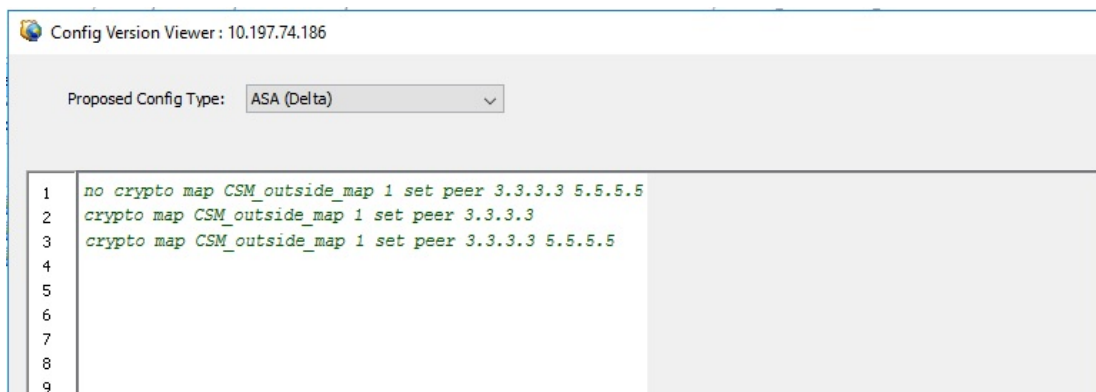 Config Version Viewer : 10.197.74.186
Proposed Config Type: ASA (Delta)
1 no crypto map CSM_outside_map 1 set peer 3.3.3.3 5.5.5.5
2 crypto map CSM_outside_map 1 set peer 3.3.3.3
3 crypto map CSM_outside_map 1 set peer 3.3.3.3 5.5.5.5
4
5
6
7
8
9